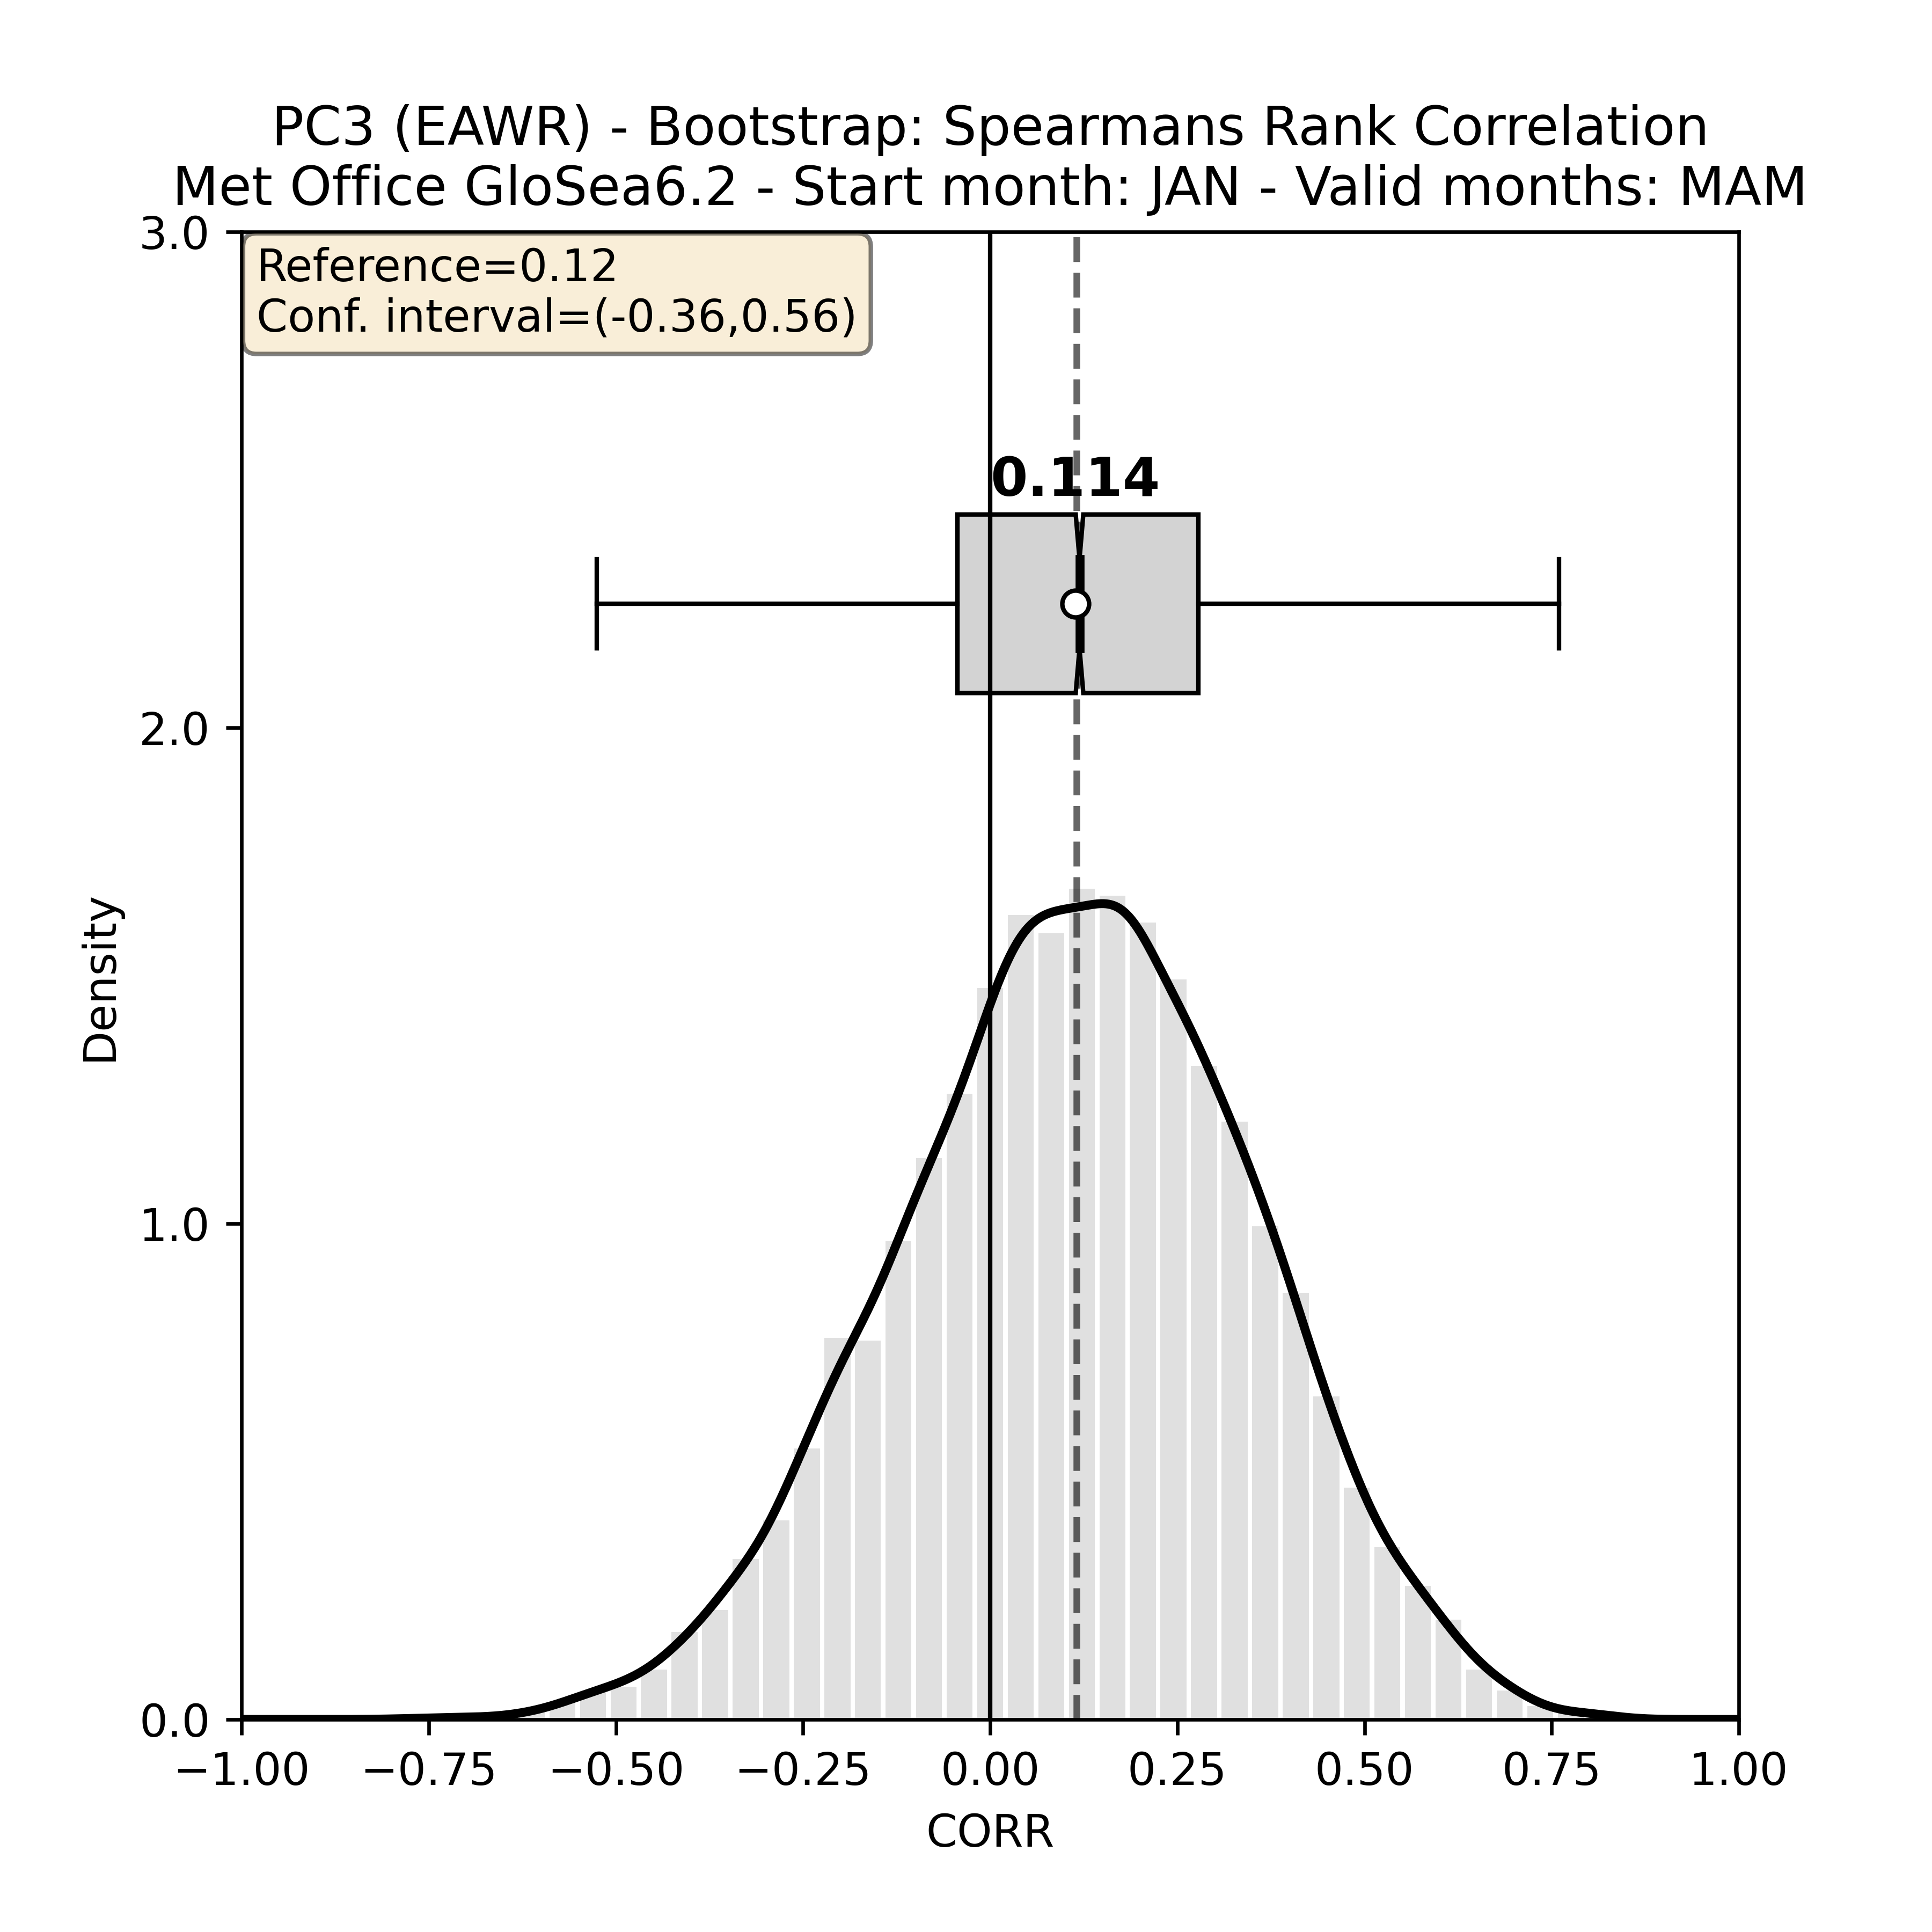 PC3 (EAWR) - Bootstrap: Spearmans Rank Correlation
Met Office GloSea6.2 - Start month: JAN - Valid months: MAM
3.0
Reference=0.12
Conf. interval=(-0.36,0.56)
0.114
2.0
Density
1.0
0.0
−1.00 −0.75 −0.50 −0.25 0.00 0.25 0.50 0.75 1.00
CORR